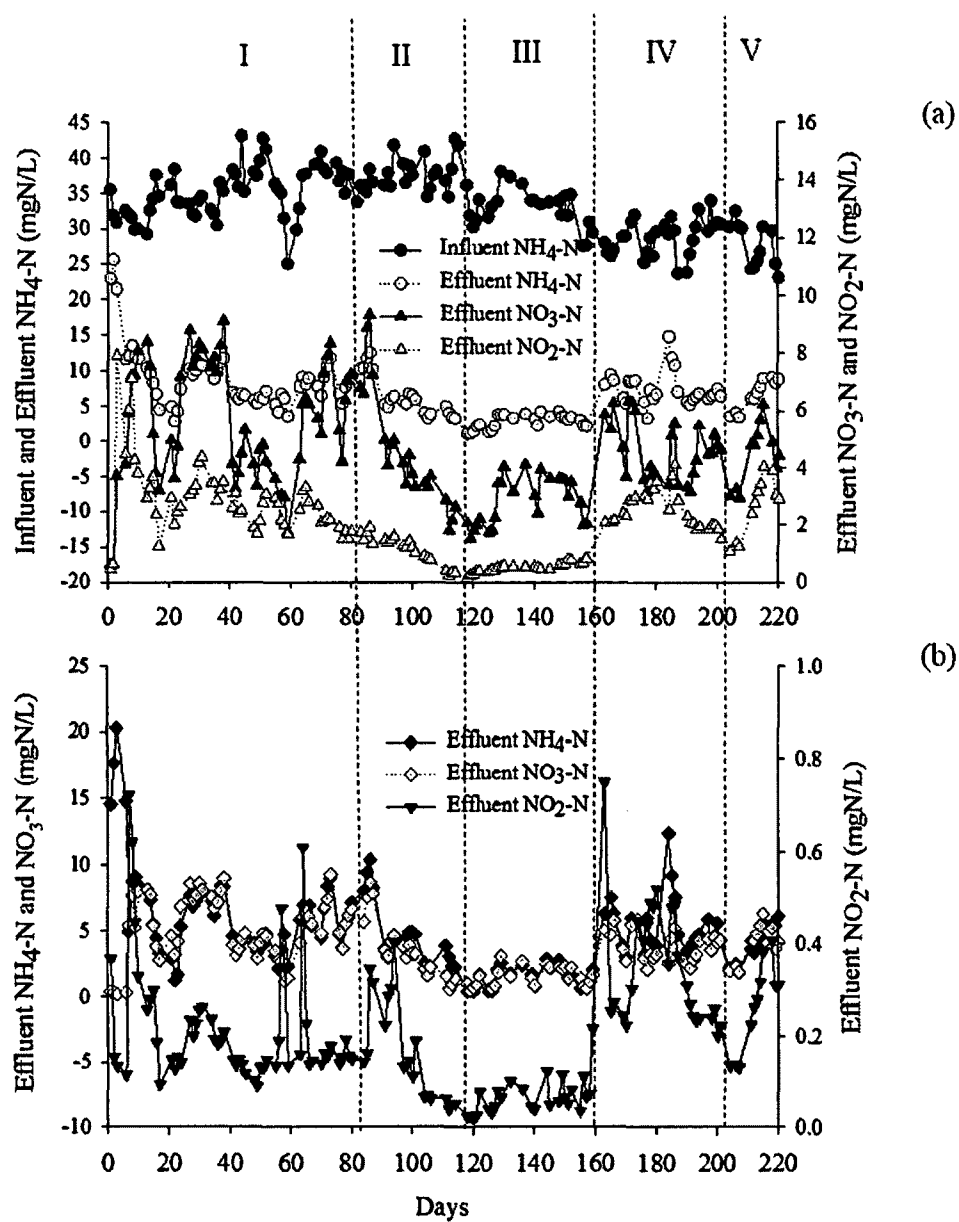 I II III IV V
(a)
Influent and Effluent NH4-N (mgN/L)
45
40
35
30
25
20
15
10
5
0
-5
-10
-15
-20
Influent NH4-N
Effluent NH4-N
Effluent NO3-N
Effluent NO2-N
16
14
12
10
8
6
4
2
0
Effluent NO3-N and NO2-N (mgN/L)
0 20 40 60 80 100 120 140 160 180 200 220
(b)
Effluent NH4-N and NO3-N (mgN/L)
25
20
15
10
5
0
-5
-10
Effluent NH4-N
Effluent NO3-N
Effluent NO2-N
1.0
0.8
0.6
0.4
0.2
0.0
Effluent NO2-N (mgN/L)
0 20 40 60 80 100 120 140 160 180 200 220
Days